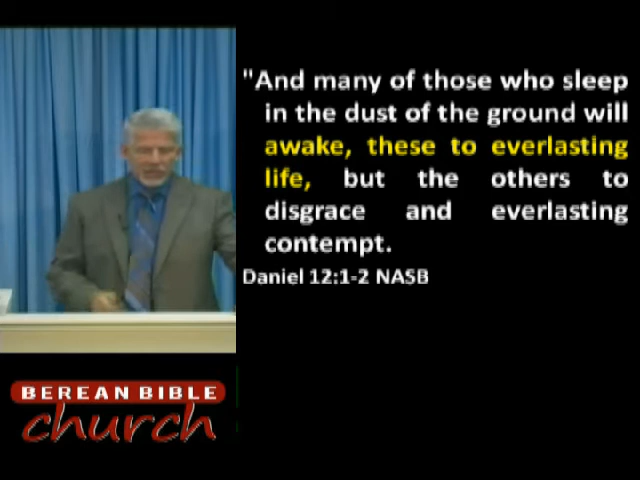 "And many of those who sleep
in the dust of the ground will
awake, these to everlasting
life, but the others to
disgrace and everlasting
contempt.
Daniel 12:1-2 NASB
BEREAN BIBLE
church